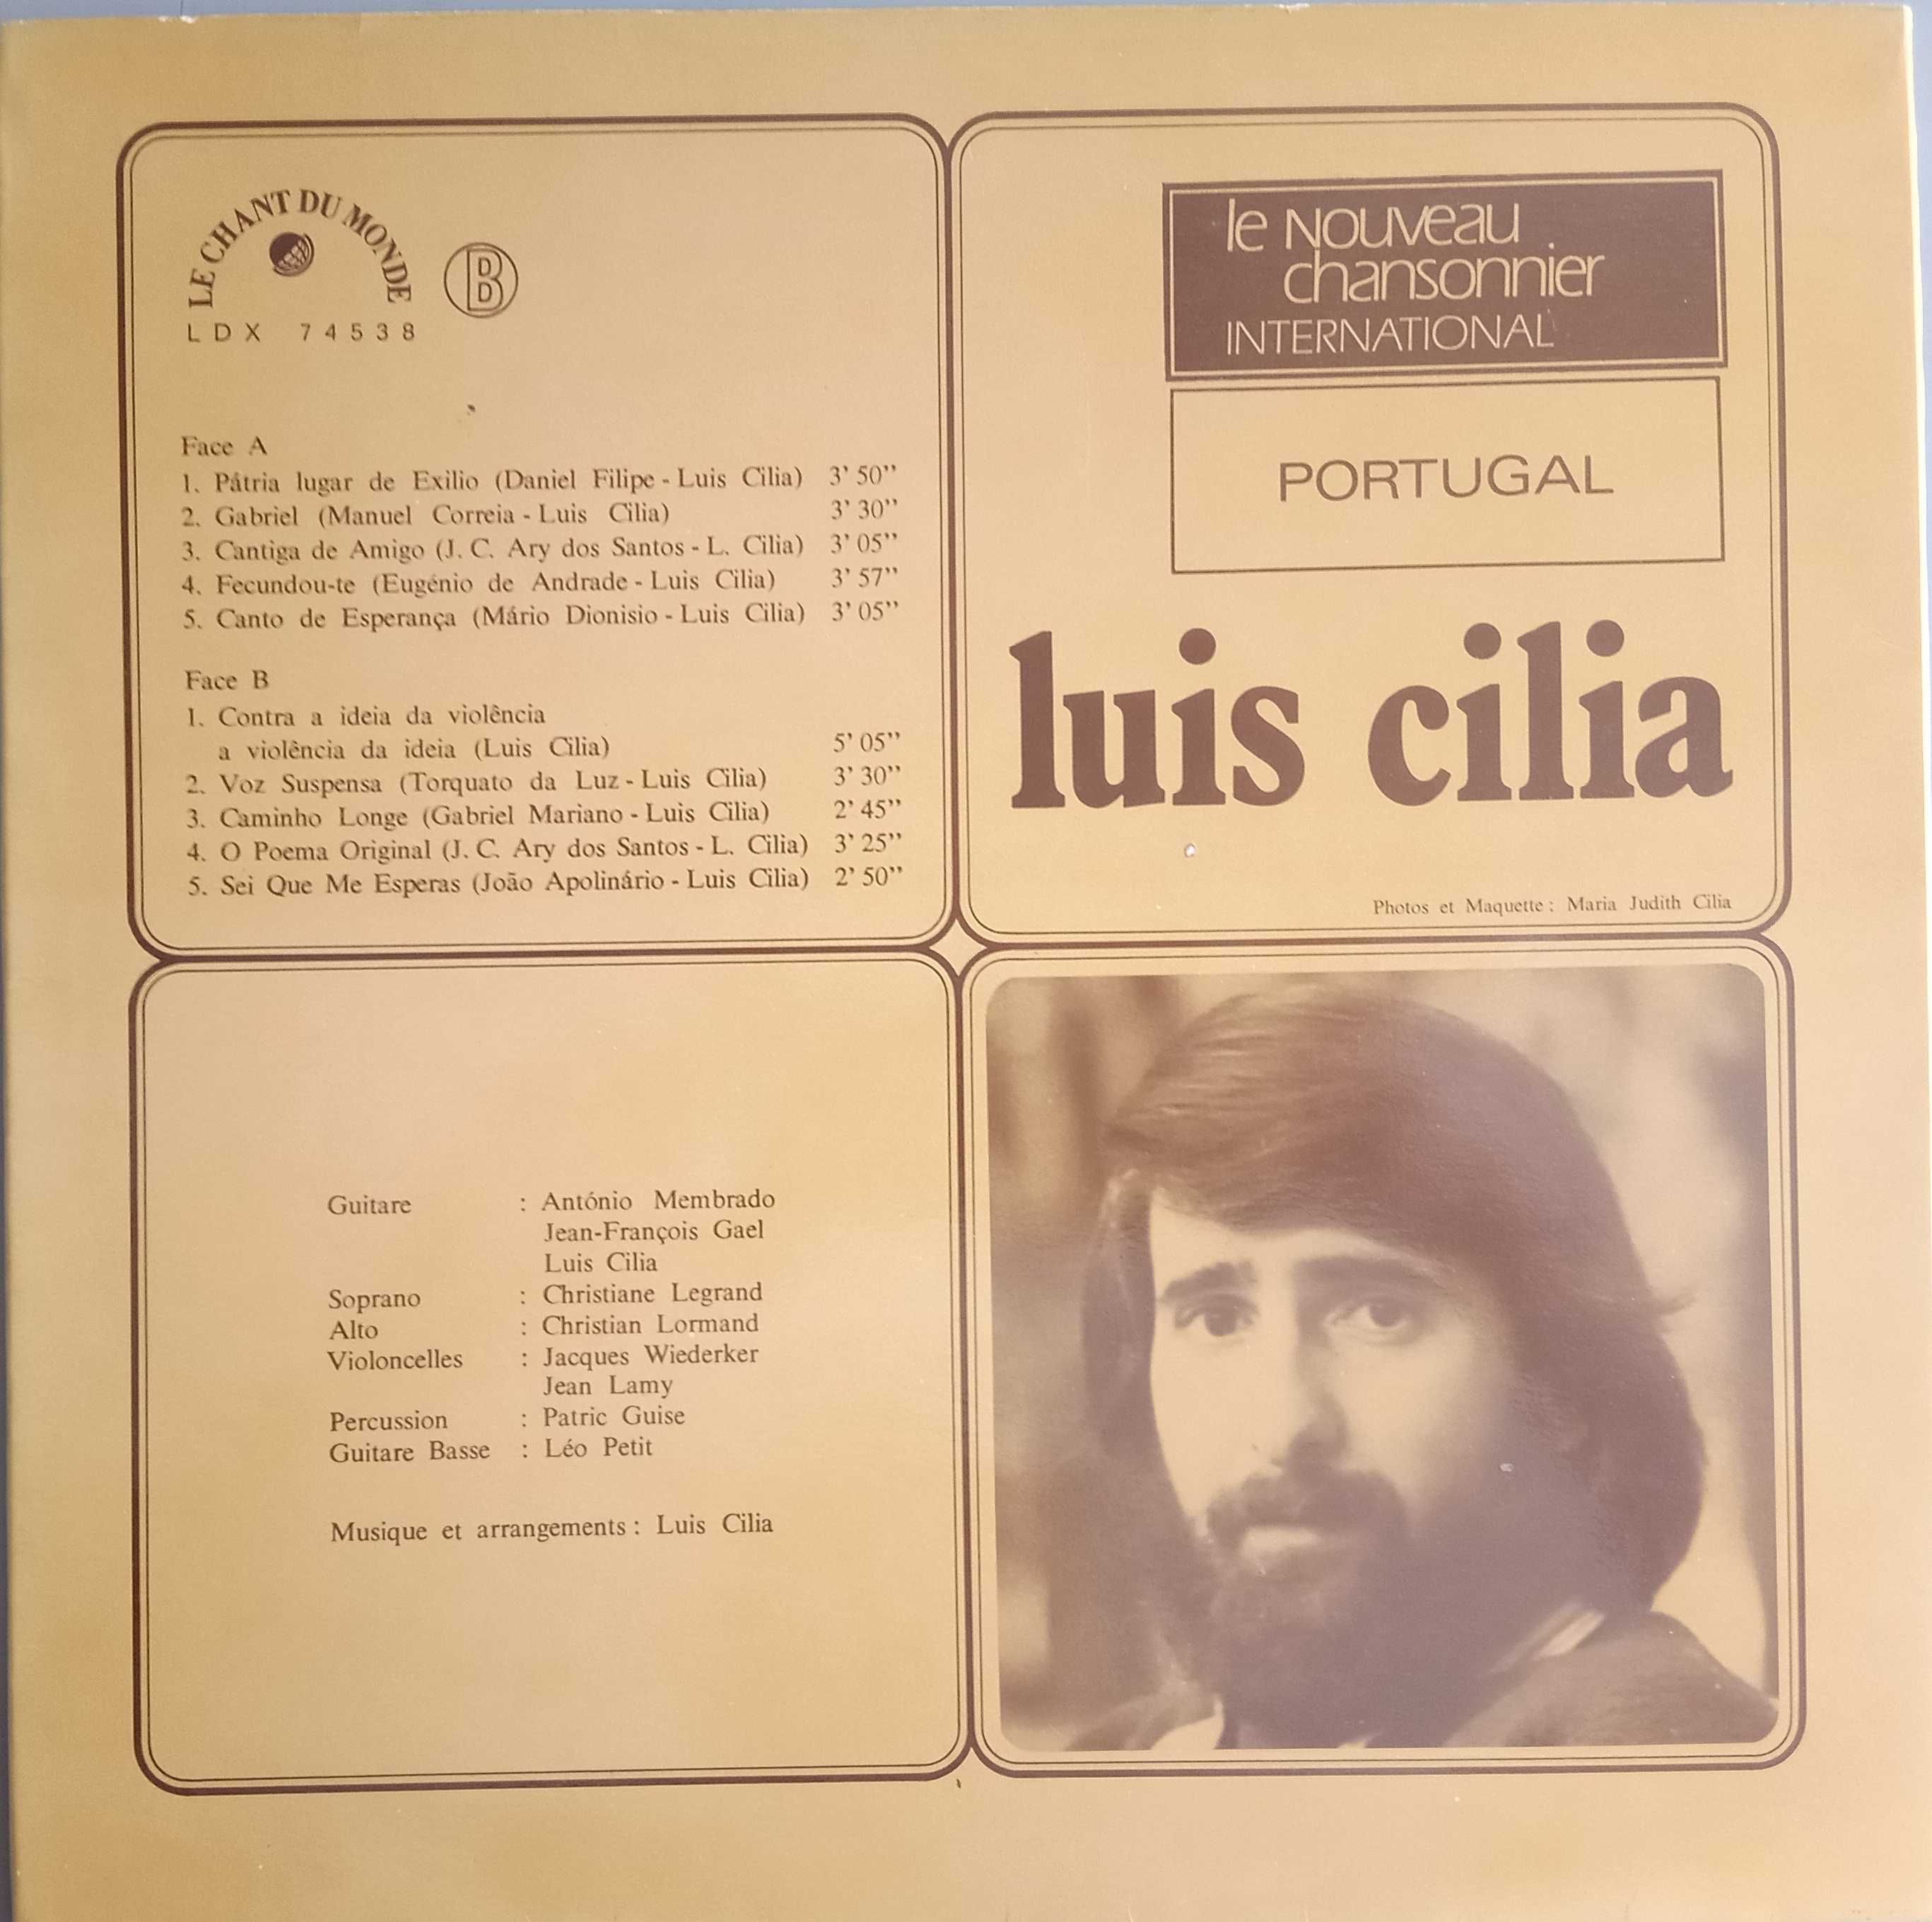 LE CHANT DU MONDE
B
LDX 74538
Face A
1. Pátria lugar de Exilio (Daniel Filipe - Luis Cilia) 3' 50''
2. Gabriel (Manuel Correia - Luis Cilia) 3' 30''
3. Cantiga de Amigo (J. C. Ary dos Santos - L. Cilia) 3' 05''
4. Fecundou-te (Eugénio de Andrade - Luis Cilia) 3' 57''
5. Canto de Esperança (Mário Dionisio - Luis Cilia) 3' 05''
Face B
1. Contra a ideia da violência
a violência da ideia (Luis Cilia) 5' 05''
2. Voz Suspensa (Torquato da Luz - Luis Cilia) 3' 30''
3. Caminho Longe (Gabriel Mariano - Luis Cilia) 2' 45''
4. O Poema Original (J. C. Ary dos Santos - L. Cilia) 3' 25''
5. Sei Que Me Esperas (João Apolinário - Luis Cilia) 2' 50''
le Nouveau
chansonnier
INTERNATIONAL
PORTUGAL
luis cilia
Photos et Maquette : Maria Judith Cilia
Guitare : António Membrado
Jean-François Gael
Luis Cilia
Soprano : Christiane Legrand
Alto : Christian Lormand
Violoncelles : Jacques Wiederker
Jean Lamy
Percussion : Patric Guise
Guitare Basse : Léo Petit
Musique et arrangements : Luis Cilia